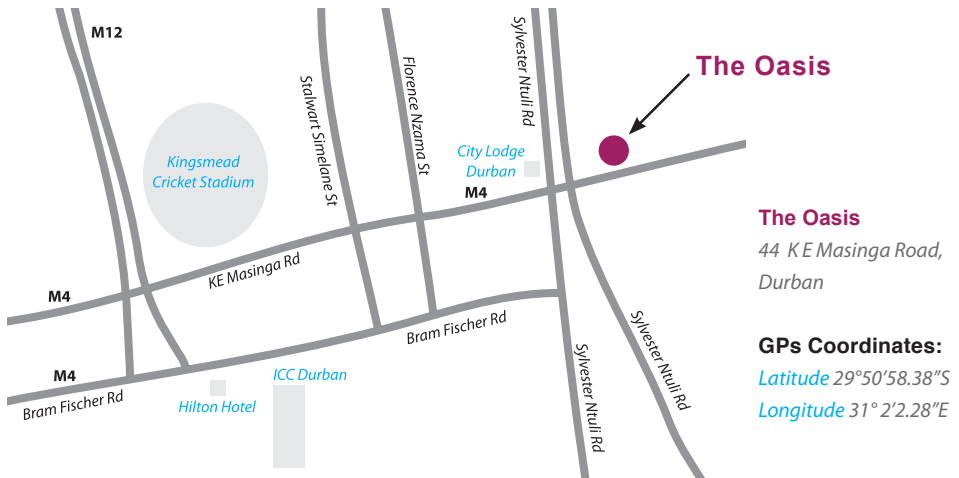 M12
Kingsmead
Cricket Stadium
Stalwart Simelane St
Florence Nzama St
Sylvester Ntuli Rd
The Oasis
City Lodge
Durban
M4
KE Masinga Rd
M4
Bram Fischer Rd
Sylvester Ntuli Rd
Sylvester Ntuli Rd
M4
Bram Fischer Rd
Hilton Hotel
ICC Durban
The Oasis
44 K E Masinga Road,
Durban
GPs Coordinates:
Latitude 29°50’58.38”S
Longitude 31° 2’2.28”E